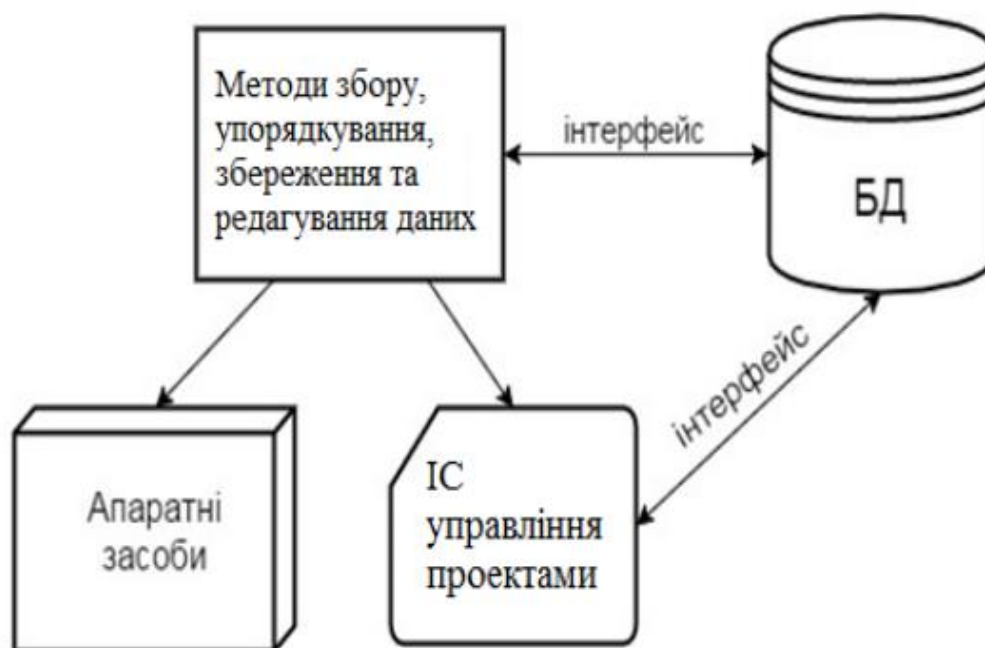 Методи збору,
упорядкування,
збереження та
редагування даних
інтерфейс
БД
інтерфейс
Апаратні
засоби
ІС
управління
проектами